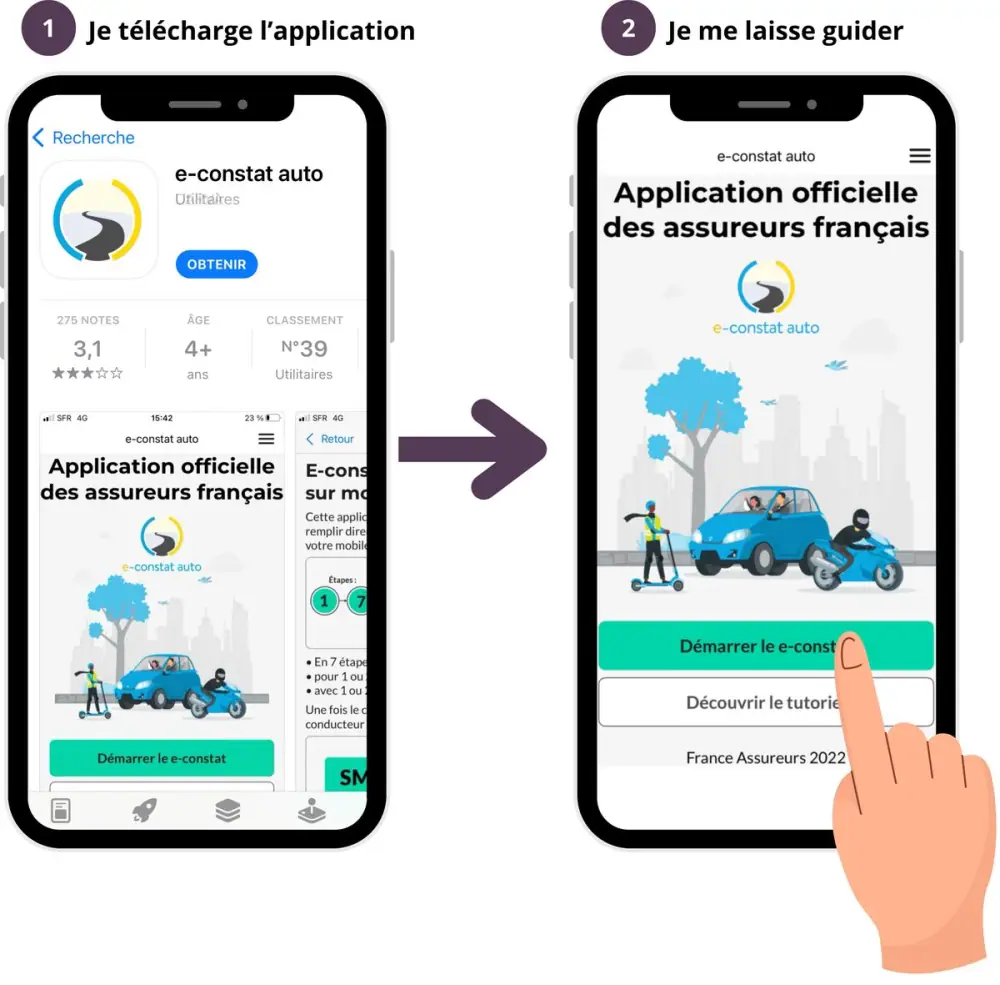 1 Je télécharge l’application
Recherche
e-constat auto
Utilitaires
OBTENIR
275 NOTES
3,1
ÂGE
4+
ans
CLASSEMENT
N°39
Utilitaires
SFR 4G 15:42 23 %
e-constat auto
Application officielle
des assureurs français
e-constat auto
Démarrer le e-constat
SFR 4G
Retour
E-cons
sur mo
Cette applic
remplir dire
votre mobile
Étapes :
1 7
• En 7 étape
• pour 1 ou
• avec 1 ou 2
Une fois le c
conducteur
SM
2 Je me laisse guider
e-constat auto
Application officielle
des assureurs français
e-constat auto
Démarrer le e-const
Découvrir le tutorie
France Assureurs 2022